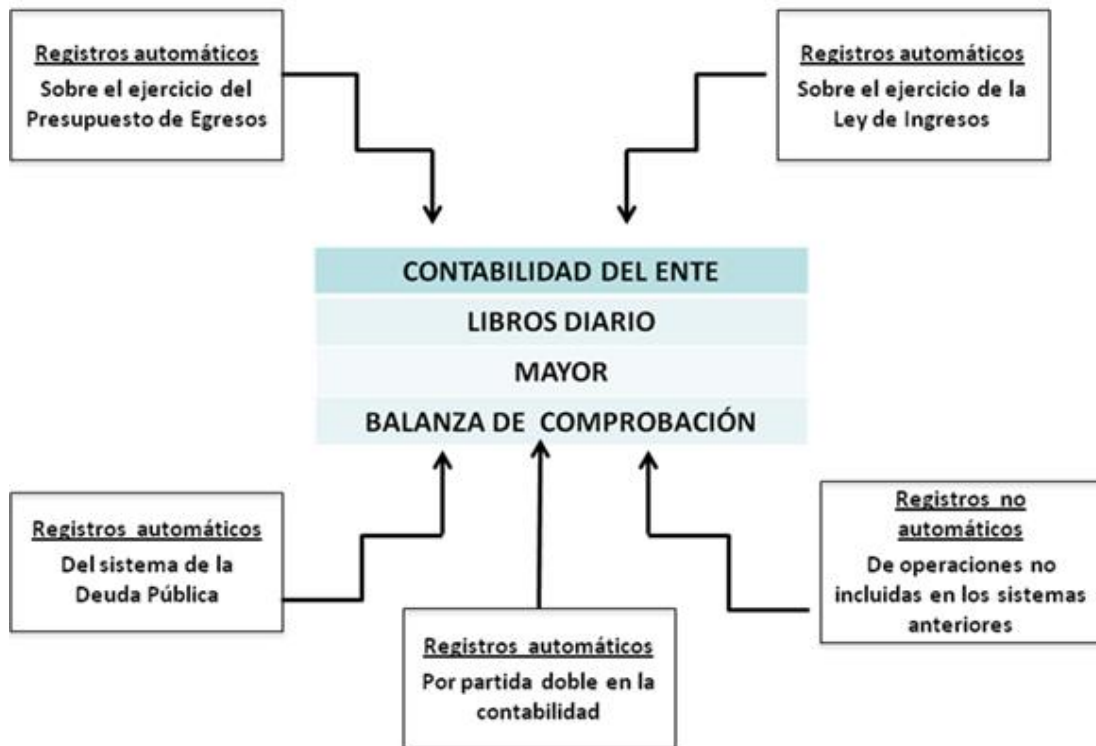 Registros automáticos
Sobre el ejercicio del
Presupuesto de Egresos
Registros automáticos
Sobre el ejercicio de la
Ley de Ingresos
CONTABILIDAD DEL ENTE
LIBROS DIARIO
MAYOR
BALANZA DE COMPROBACIÓN
Registros automáticos
Del sistema de la
Deuda Pública
Registros automáticos
Por partida doble en la
contabilidad
Registros no
automáticos
De operaciones no
incluidas en los sistemas
anteriores